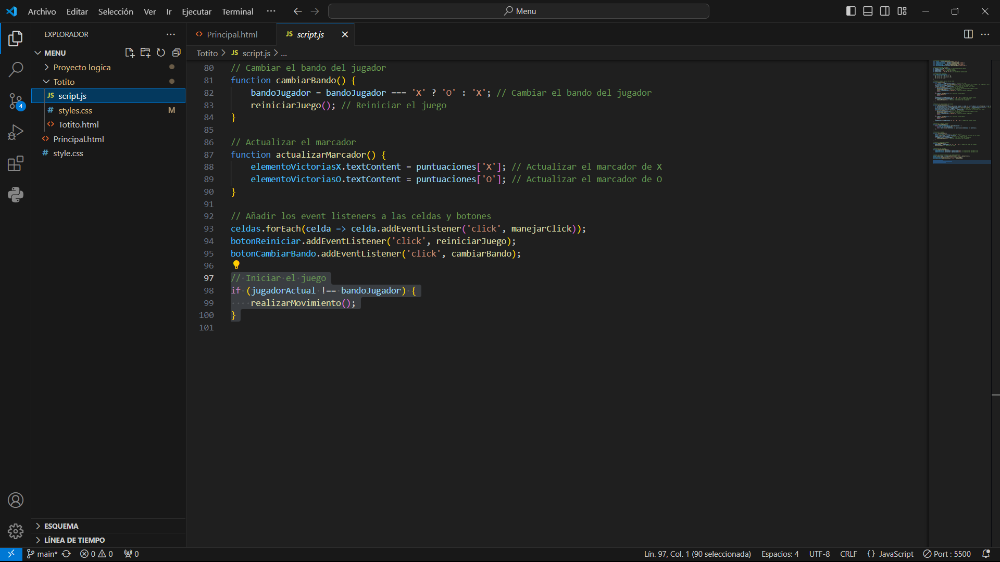 Archivo Editar Selección Ver Ir Ejecutar Terminal ··· Menu
EXPLORADOR ···
MENU
Proyecto logica
Totito
JS script.js
# styles.css M
<> Totito.html
<> Principal.html
# style.css
4
ESQUEMA
LÍNEA DE TIEMPO
<> Principal.html JS script.js
Totito > JS script.js > ...
80 // Cambiar el bando del jugador
81 function cambiarBando() {
82 bandoJugador = bandoJugador === 'X' ? 'O' : 'X'; // Cambiar el bando del jugador
83 reiniciarJuego(); // Reiniciar el juego
84 }
85
86 // Actualizar el marcador
87 function actualizarMarcador() {
88 elementoVictoriasX.textContent = puntuaciones['X']; // Actualizar el marcador de X
89 elementoVictoriasO.textContent = puntuaciones['O']; // Actualizar el marcador de O
90 }
91
92 // Añadir los event listeners a las celdas y botones
93 celdas.forEach(celda => celda.addEventListener('click', manejarClick));
94 botonReiniciar.addEventListener('click', reiniciarJuego);
95 botonCambiarBando.addEventListener('click', cambiarBando);
96
97 // Iniciar el juego
98 if (jugadorActual !== bandoJugador) {
99 realizarMovimiento();
100 }
101
main* 0 0 0 Lín. 97, Col. 1 (90 seleccionada) Espacios: 4 UTF-8 CRLF {} JavaScript Port : 5500